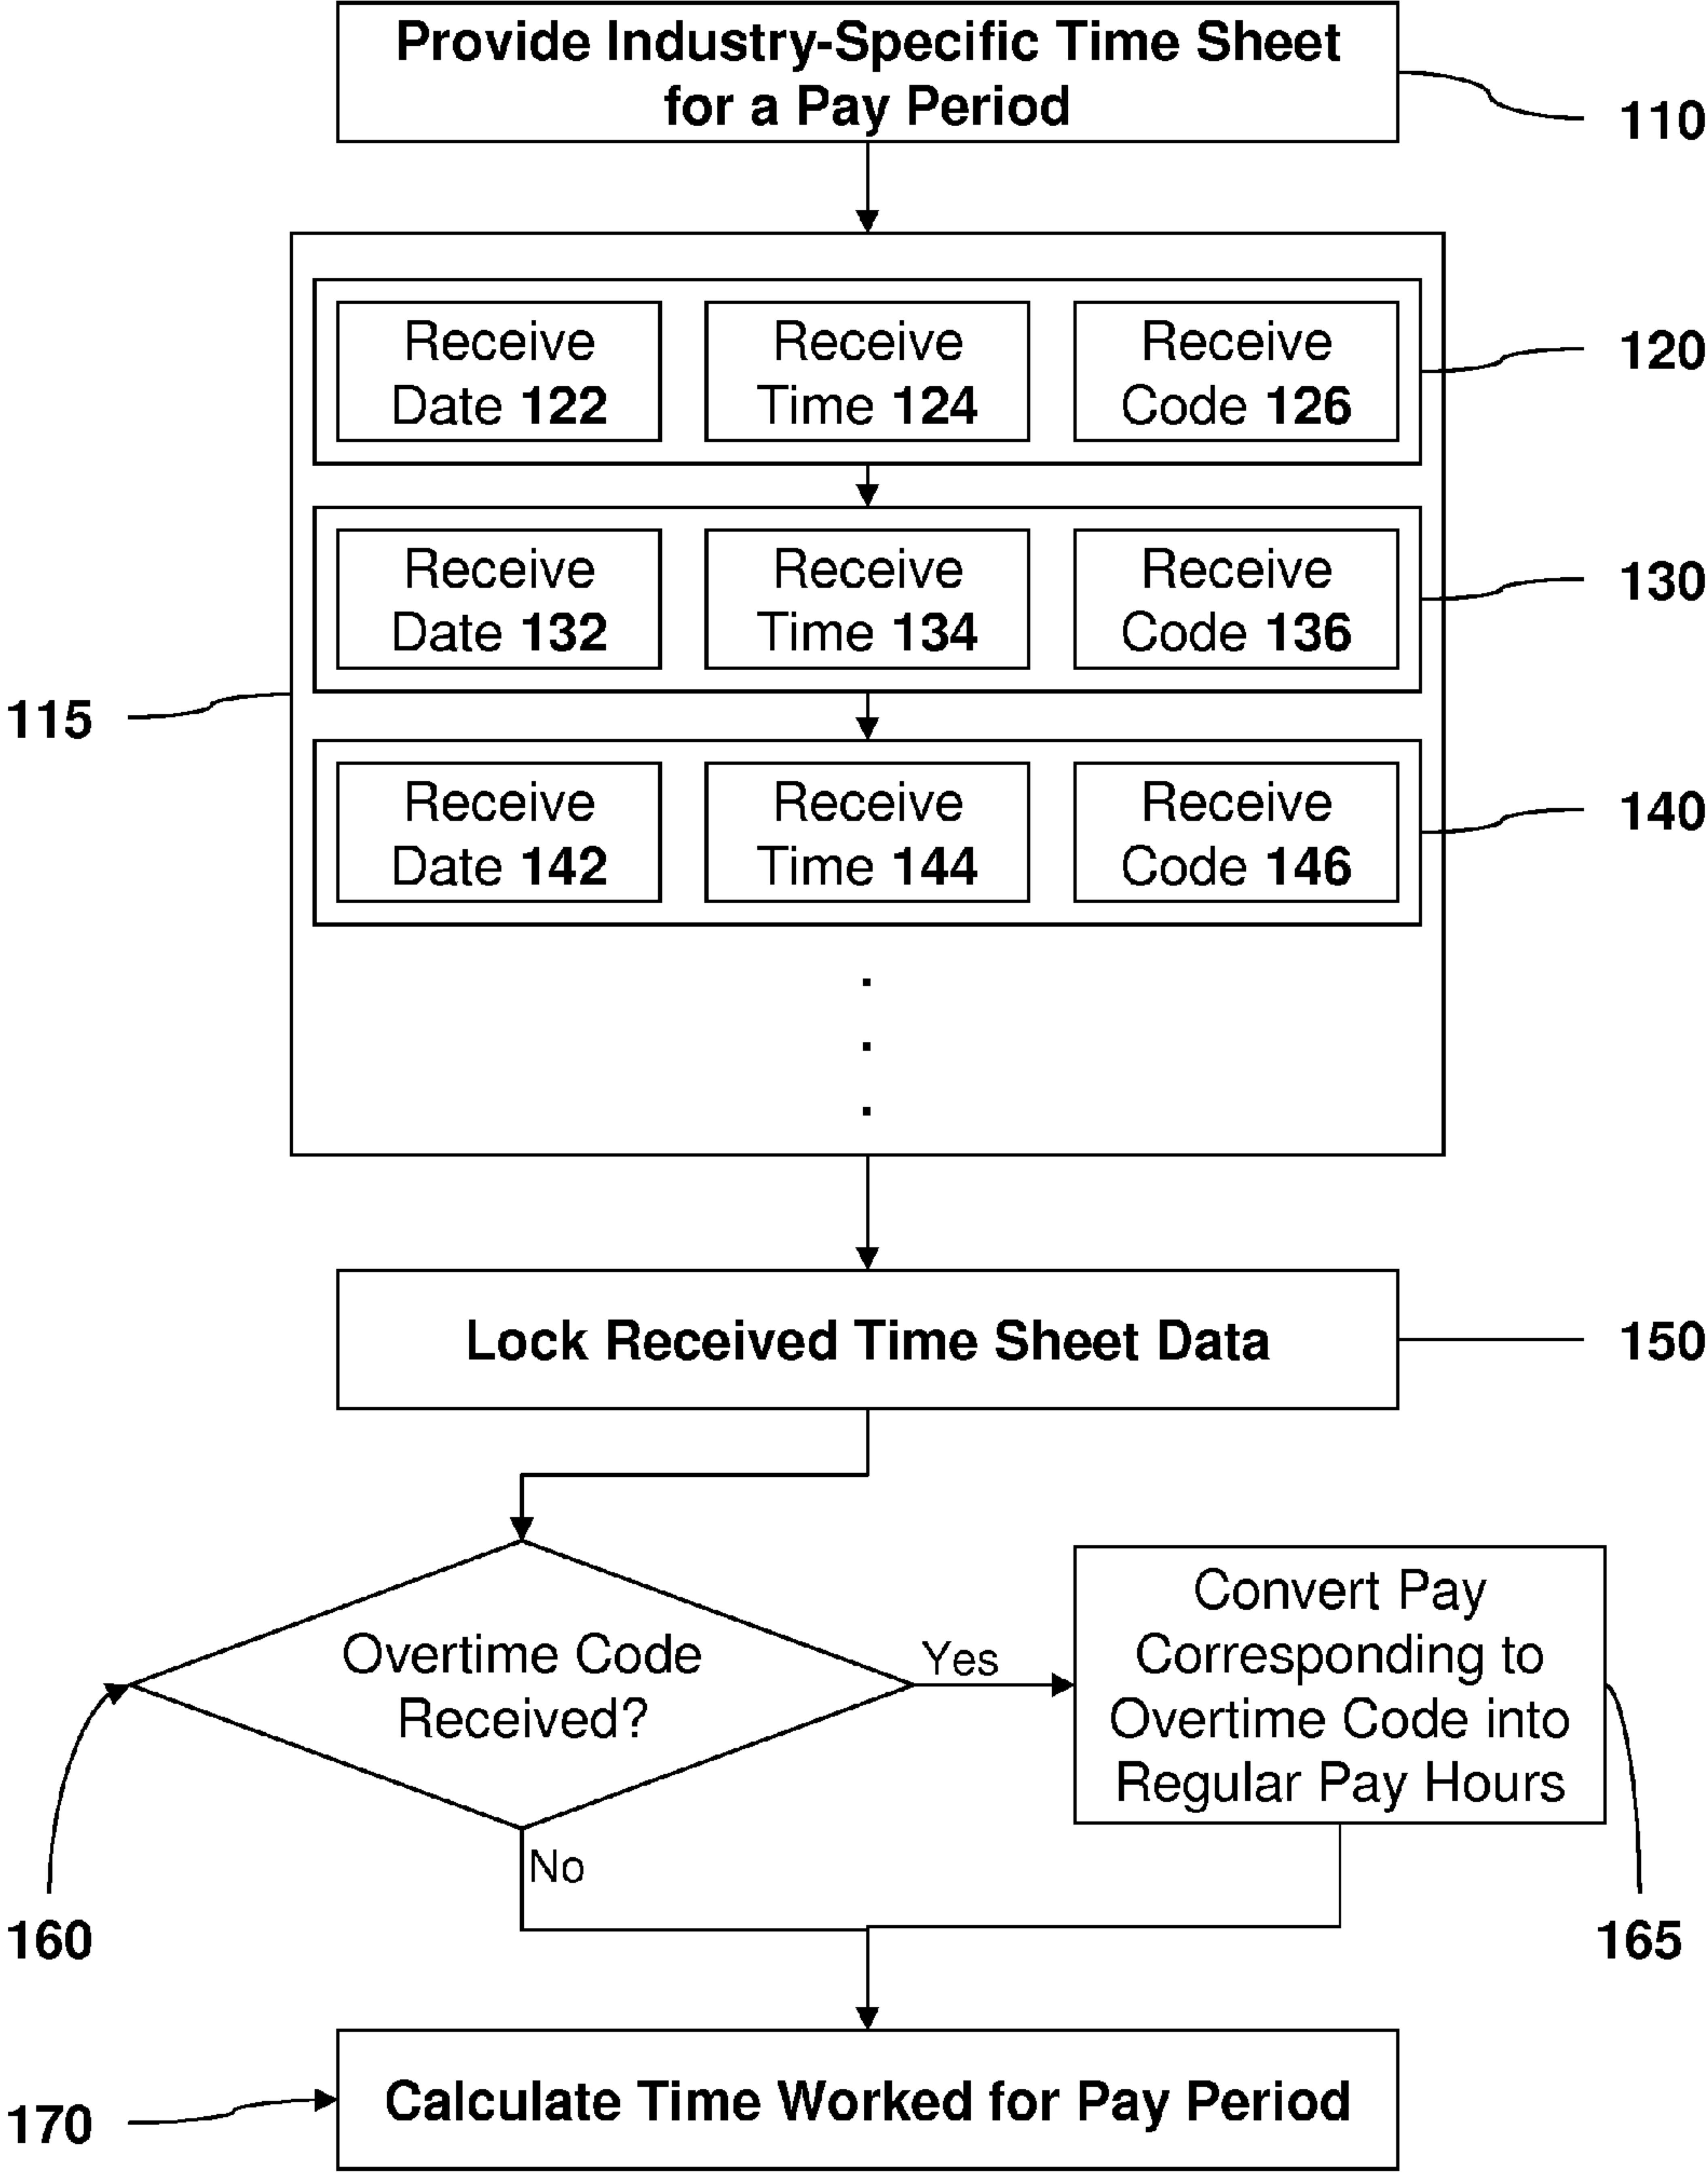 Provide Industry-Specific Time Sheet
for a Pay Period
110
Receive
Date 122
Receive
Time 124
Receive
Code 126
120
Receive
Date 132
Receive
Time 134
Receive
Code 136
130
115
Receive
Date 142
Receive
Time 144
Receive
Code 146
140
Lock Received Time Sheet Data
150
Overtime Code
Received?
Yes
Convert Pay
Corresponding to
Overtime Code into
Regular Pay Hours
No
160
165
Calculate Time Worked for Pay Period
170